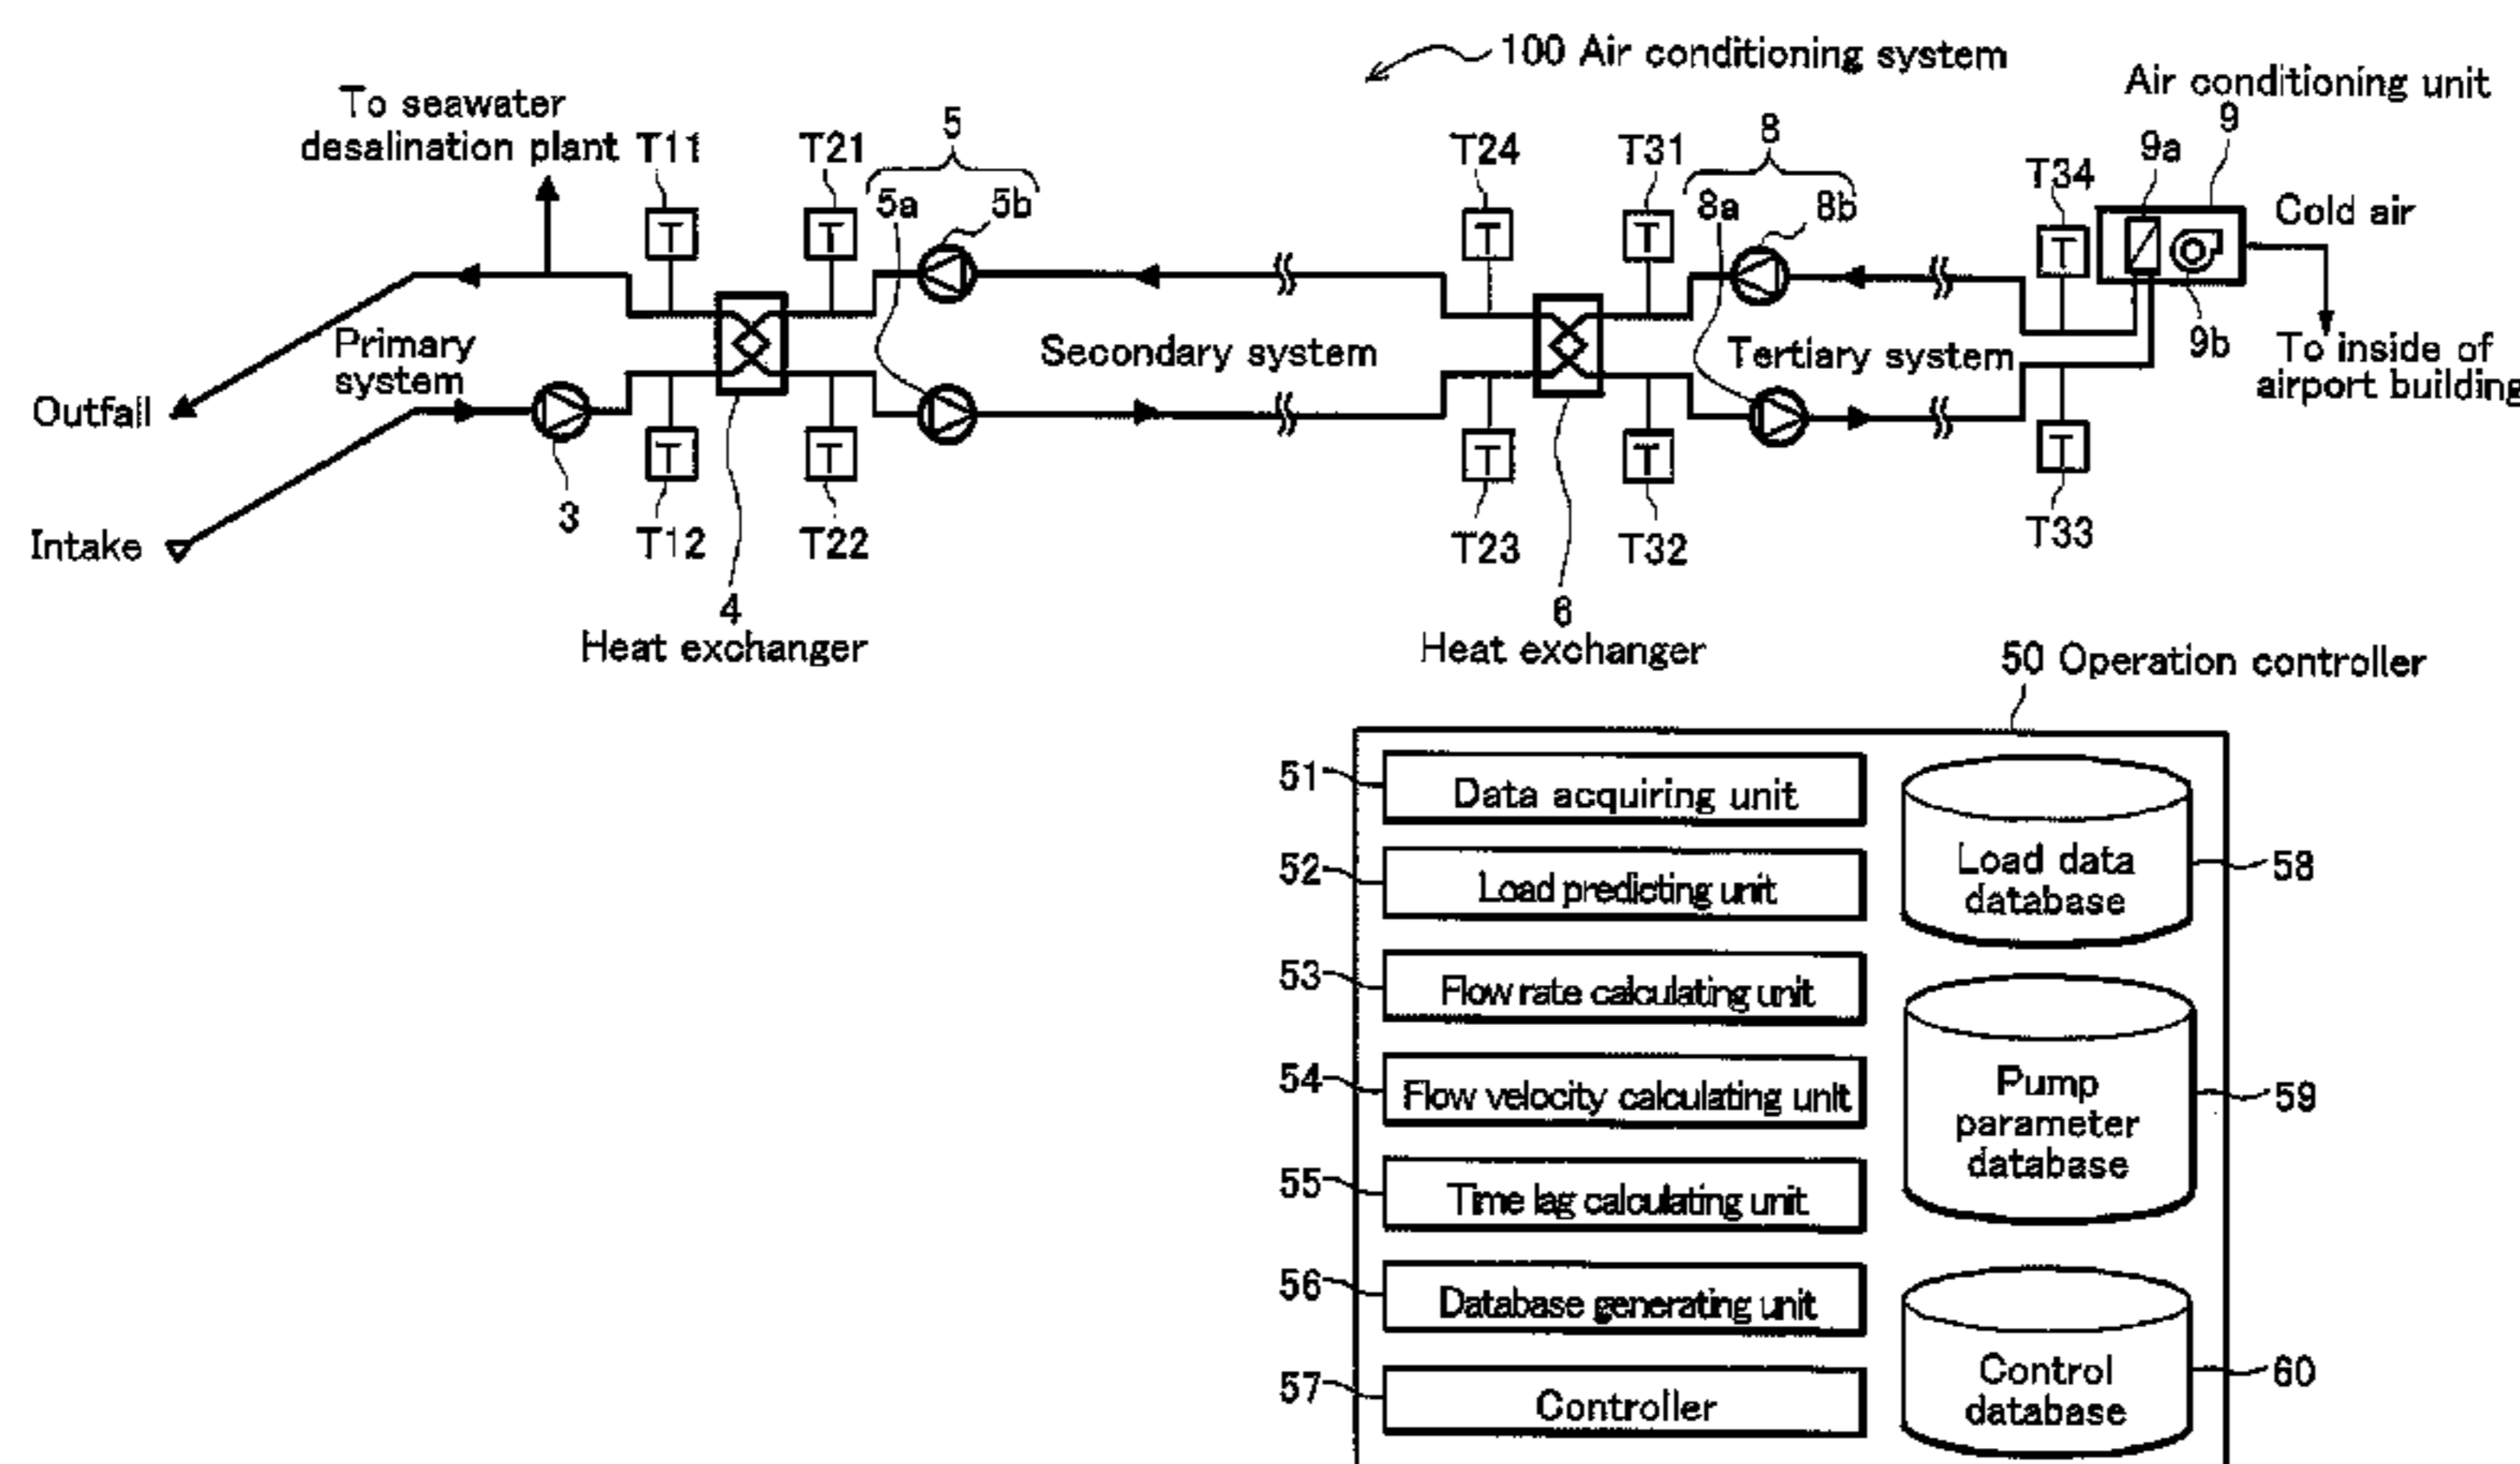 100 Air conditioning system
To seawater
desalination plant
Air conditioning unit
T11
T21
5
5a
5b
T24
T31
8
8a
8b
T34
9
9a
9b
Cold air
To inside of
airport building
T
T
T
T
T
Primary
system
Secondary system
Tertiary system
Outfall
Intake
3
T
T
T
T
T
T12
T22
T23
T32
T33
4
Heat exchanger
6
Heat exchanger
50 Operation controller
51
Data acquiring unit
52
Load predicting unit
53
Flow rate calculating unit
54
Flow velocity calculating unit
55
Time lag calculating unit
56
Database generating unit
57
Controller
Load data
database
58
Pump
parameter
database
59
Control
database
60